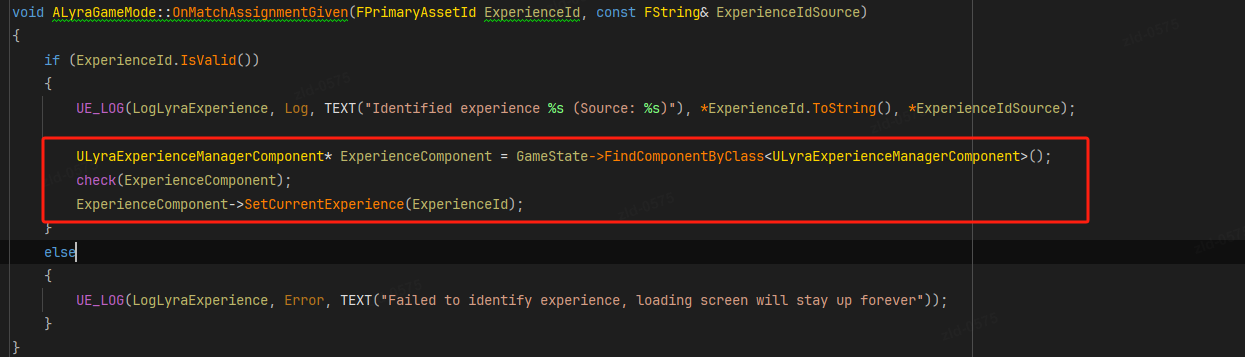 void ALyraGameMode::OnMatchAssignmentGiven(FPrimaryAssetId ExperienceId, const FString& ExperienceIdSource)
{
if (ExperienceId.IsValid())
{
UE_LOG(LogLyraExperience, Log, TEXT("Identified experience %s (Source: %s)"), *ExperienceId.ToString(), *ExperienceIdSource);
ULyraExperienceManagerComponent* ExperienceComponent = GameState->FindComponentByClass<ULyraExperienceManagerComponent>();
check(ExperienceComponent);
ExperienceComponent->SetCurrentExperience(ExperienceId);
}
else
{
UE_LOG(LogLyraExperience, Error, TEXT("Failed to identify experience, loading screen will stay up forever"));
}
}